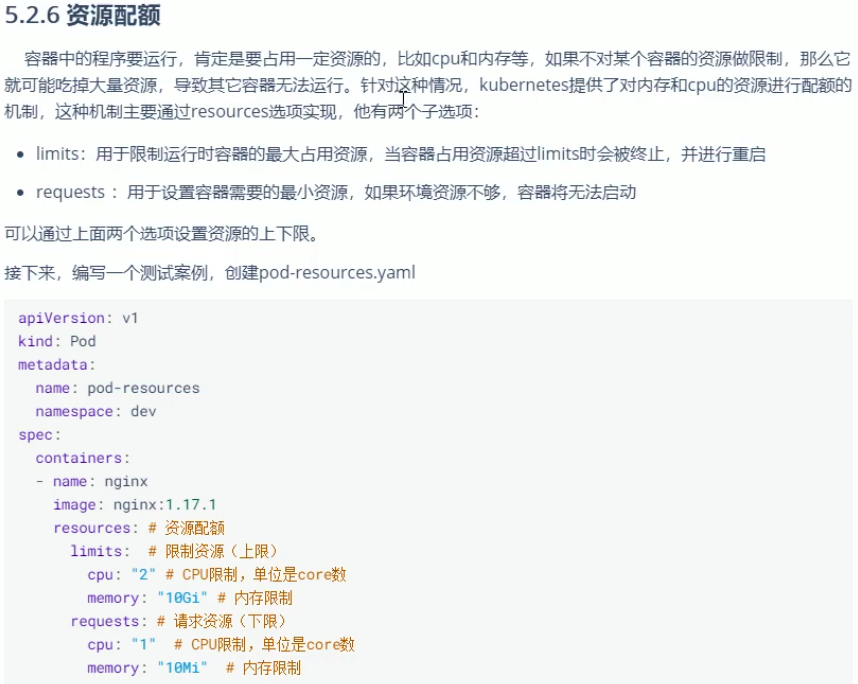 5.2.6 资源配额
容器中的程序要运行，肯定是要占用一定资源的，比如cpu和内存等，如果不对某个容器的资源做限制，那么它
就可能吃掉大量资源，导致其它容器无法运行。针对这种情况，kubernetes提供了对内存和cpu的资源进行配额的
机制，这种机制主要通过resources选项实现，他有两个子选项：
• limits：用于限制运行时容器的最大占用资源，当容器占用资源超过limits时会被终止，并进行重启
• requests ：用于设置容器需要的最小资源，如果环境资源不够，容器将无法启动
可以通过上面两个选项设置资源的上下限。
接下来，编写一个测试案例，创建pod-resources.yaml
apiVersion: v1
kind: Pod
metadata:
  name: pod-resources
  namespace: dev
spec:
  containers:
  - name: nginx
    image: nginx:1.17.1
    resources: # 资源配额
      limits:  # 限制资源（上限）
        cpu: "2" # CPU限制，单位是core数
        memory: "10Gi" # 内存限制
      requests: # 请求资源（下限）
        cpu: "1"  # CPU限制，单位是core数
        memory: "10Mi"  # 内存限制